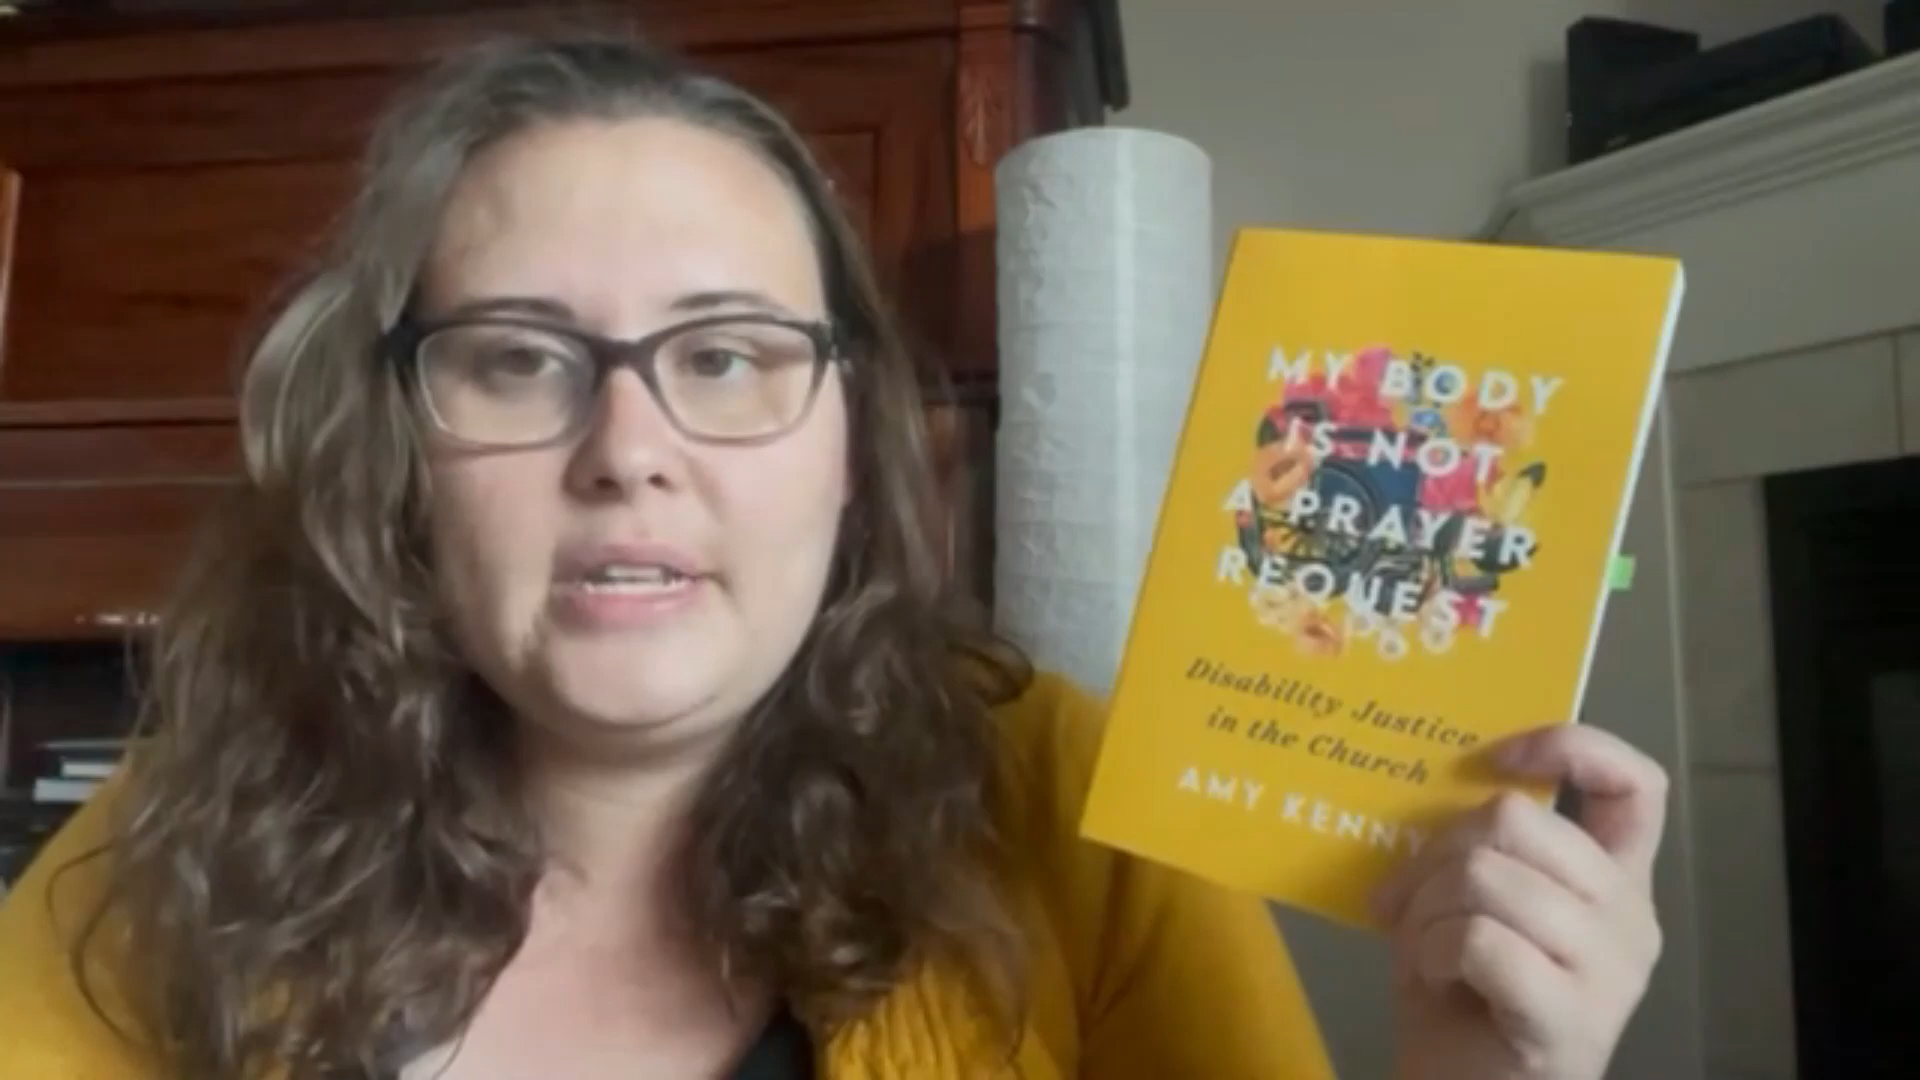 MY BODY
IS NOT
A PRAYER
REQUEST
Disability Justice
in the Church
AMY KENNY